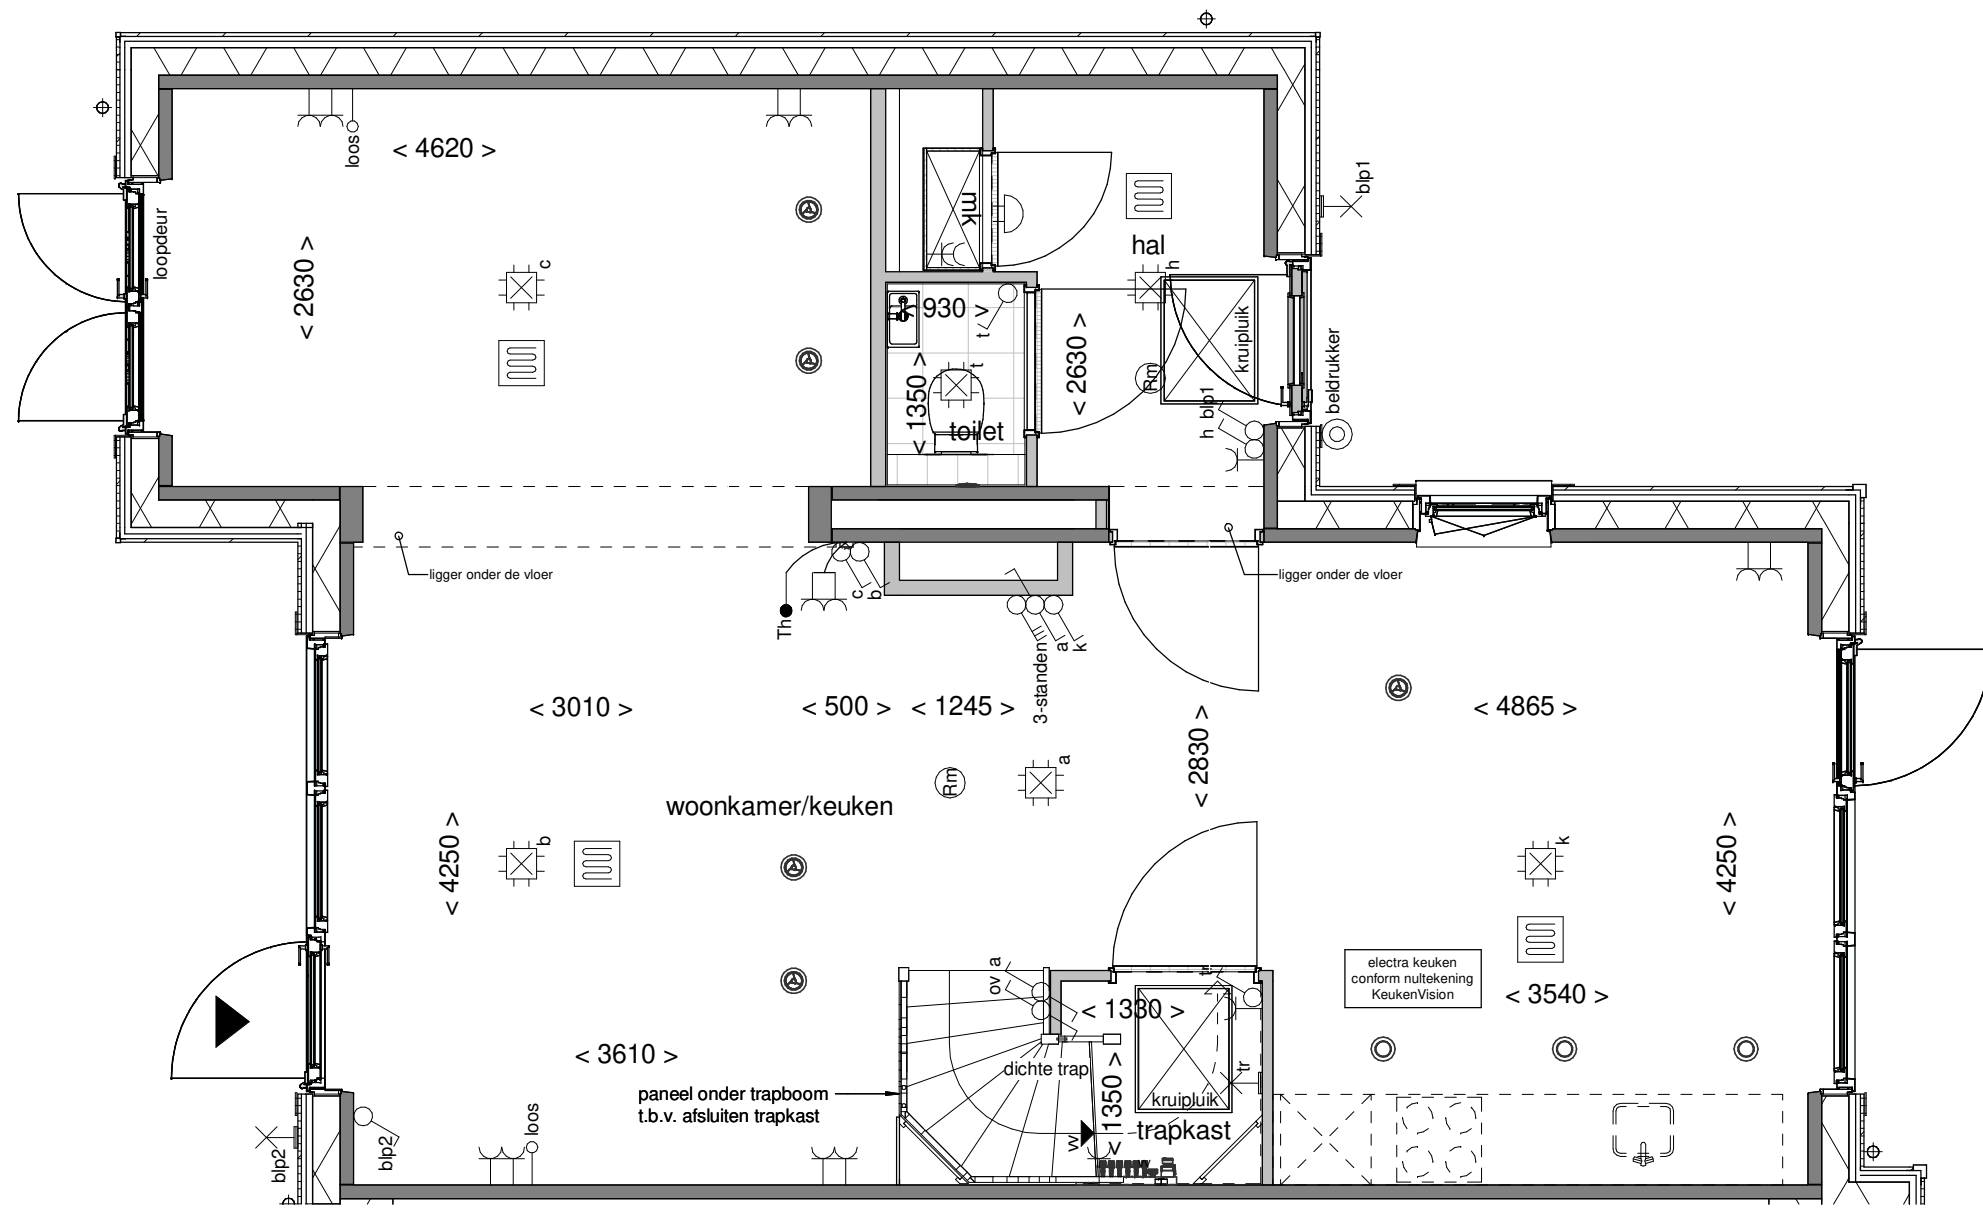 blp1
loos
< 4620 >
loopdeur
mk
hal
< 2630 >
c
h
< 930
v
t
t
kruipluik
< 2630 >
Rm
< 1350 >
toilet
h
blp1
beldrukker
ligger onder de vloer
ligger onder de vloer
c
b
Th
3-standen
a
k
< 3010 >
< 500 >
< 1245 >
< 4865 >
< 2830 >
Rm
a
woonkamer/keuken
< 4250 >
b
k
< 4250 >
electra keuken
conform nultekening
KeukenVision
< 3540 >
ov
a
tr
< 1330 >
< 3610 >
dichte trap
paneel onder trapboom
t.b.v. afsluiten trapkast
< 1350 >
tr
kruipluik
trapkast
vv
blp2
blp2
loos